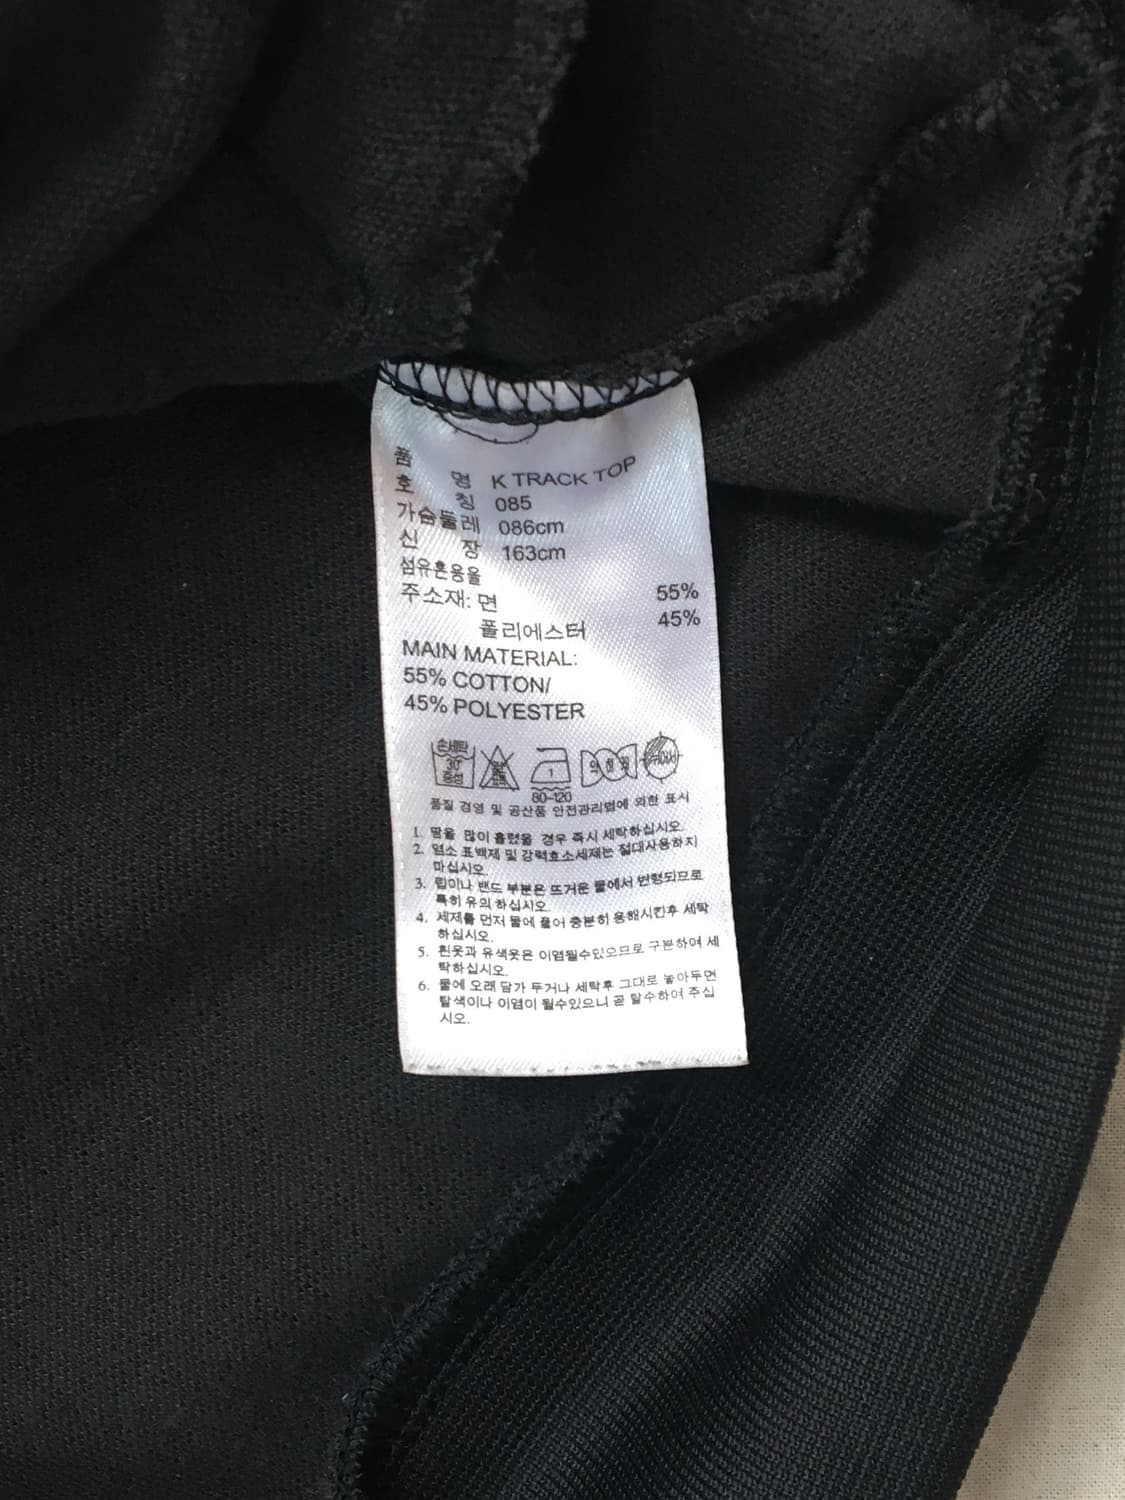 품 명 K TRACK TOP
호 칭 085
가슴둘레 086cm
신 장 163cm
섬유혼용율
주소재: 면 55%
폴리에스터 45%
MAIN MATERIAL:
55% COTTON/
45% POLYESTER
손세탁
30
중성
1
80-120
품질 경영 및 공산품 안전관리법에 의한 표시
1. 땀을 많이 흘렸을 경우 즉시 세탁하십시오.
2. 염소 표백제 및 강력효소세제는 절대사용하지
마십시오.
3. 립이나 밴드 부분은 뜨거운 물에서 변형되므로
특히 유의 하십시오.
4. 세제를 먼저 물에 풀어 충분히 용해시킨후 세탁
하십시오.
5. 흰옷과 유색옷은 이염될수있으므로 구분하여 세
탁하십시오.
6. 물에 오래 담가 두거나 세탁후 그대로 놓아두면
탈색이나 이염이 될수있으니 곧 탈수하여 주십
시오.